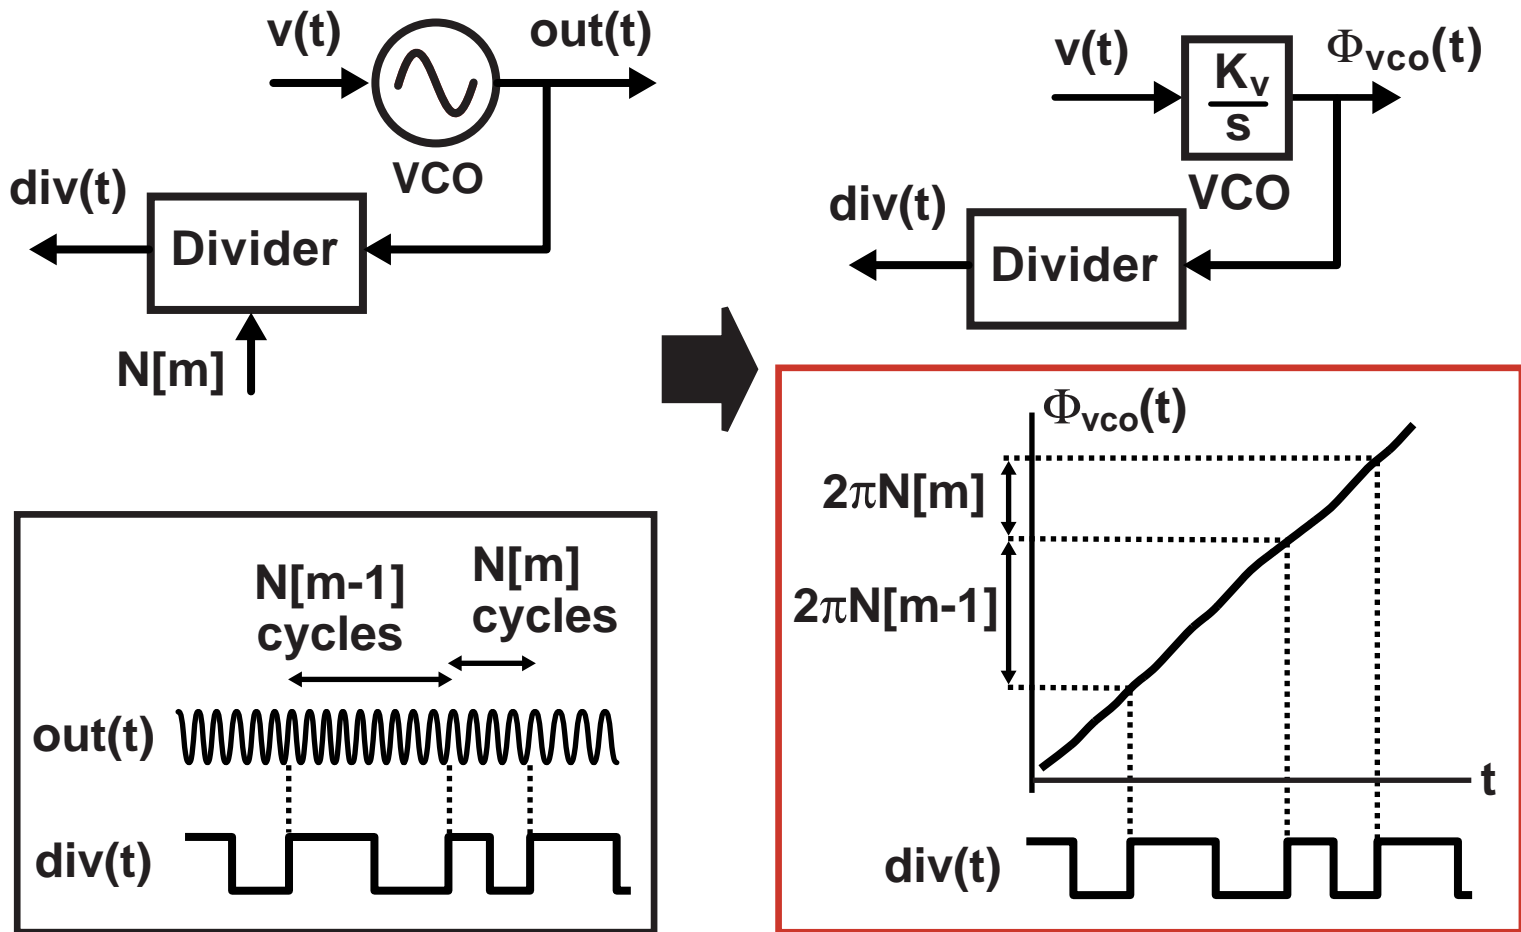 v(t)
out(t)
VCO
div(t)
Divider
N[m]
v(t)
Φvco(t)
Kv
s
VCO
div(t)
Divider
N[m-1]
cycles
N[m]
cycles
out(t)
div(t)
Φvco(t)
2πN[m]
2πN[m-1]
t
div(t)